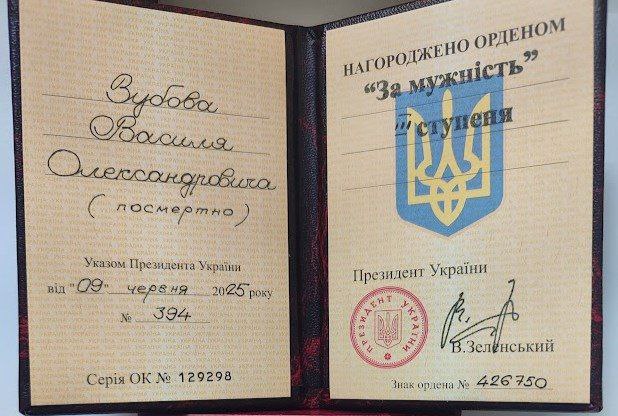 Зубова
Василя
Олександровича
(посмертно)
Указом Президента України
від "09" червня 2025 року
№ 394
Серія ОК № 129298
НАГОРОДЖЕНО ОРДЕНОМ
“За мужність”
ІІІ ступеня
Президент України
ПРЕЗИДЕНТ УКРАЇНИ
В.Зеленський
Знак ордена № 426750